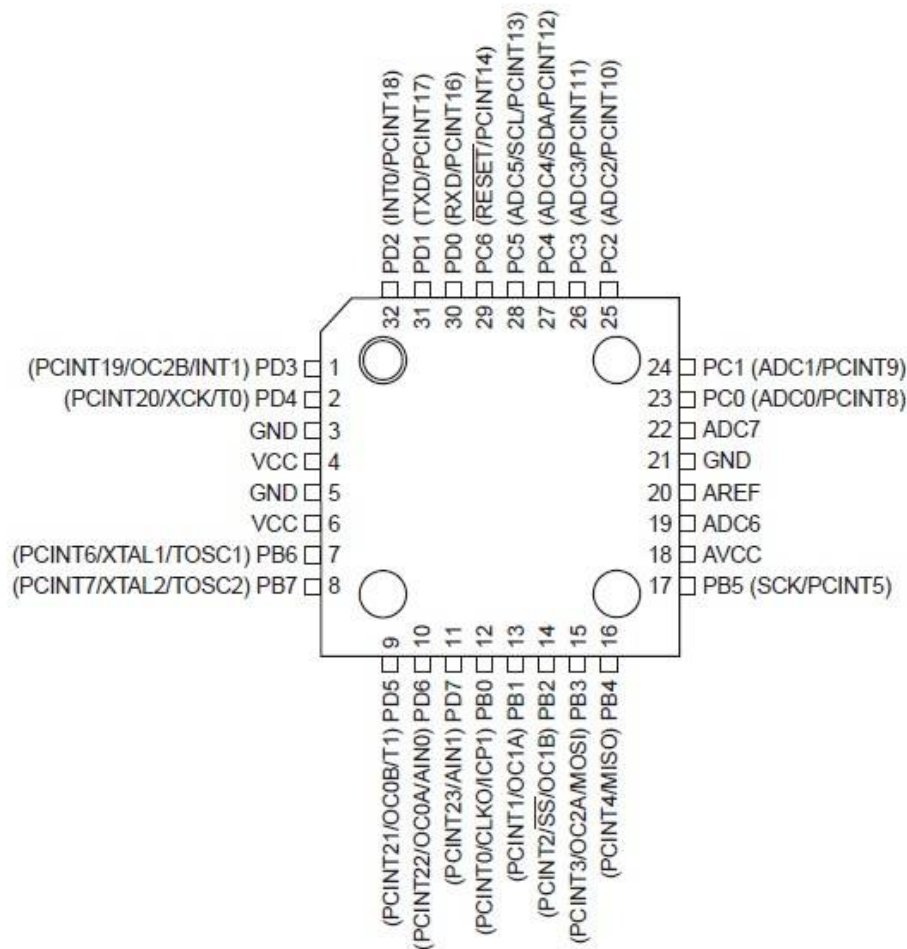 PD2 (INT0/PCINT18)
PD1 (TXD/PCINT17)
PD0 (RXD/PCINT16)
PC6 (RESET/PCINT14)
PC5 (ADC5/SCL/PCINT13)
PC4 (ADC4/SDA/PCINT12)
PC3 (ADC3/PCINT11)
PC2 (ADC2/PCINT10)
32
31
30
29
28
27
26
25
(PCINT19/OC2B/INT1) PD3 1
(PCINT20/XCK/T0) PD4 2
GND 3
VCC 4
GND 5
VCC 6
(PCINT6/XTAL1/TOSC1) PB6 7
(PCINT7/XTAL2/TOSC2) PB7 8
24 PC1 (ADC1/PCINT9)
23 PC0 (ADC0/PCINT8)
22 ADC7
21 GND
20 AREF
19 ADC6
18 AVCC
17 PB5 (SCK/PCINT5)
9
10
11
12
13
14
15
16
(PCINT21/OC0B/T1) PD5
(PCINT22/OC0A/AIN0) PD6
(PCINT23/AIN1) PD7
(PCINT0/CLKO/ICP1) PB0
(PCINT1/OC1A) PB1
(PCINT2/SS/OC1B) PB2
(PCINT3/OC2A/MOSI) PB3
(PCINT4/MISO) PB4